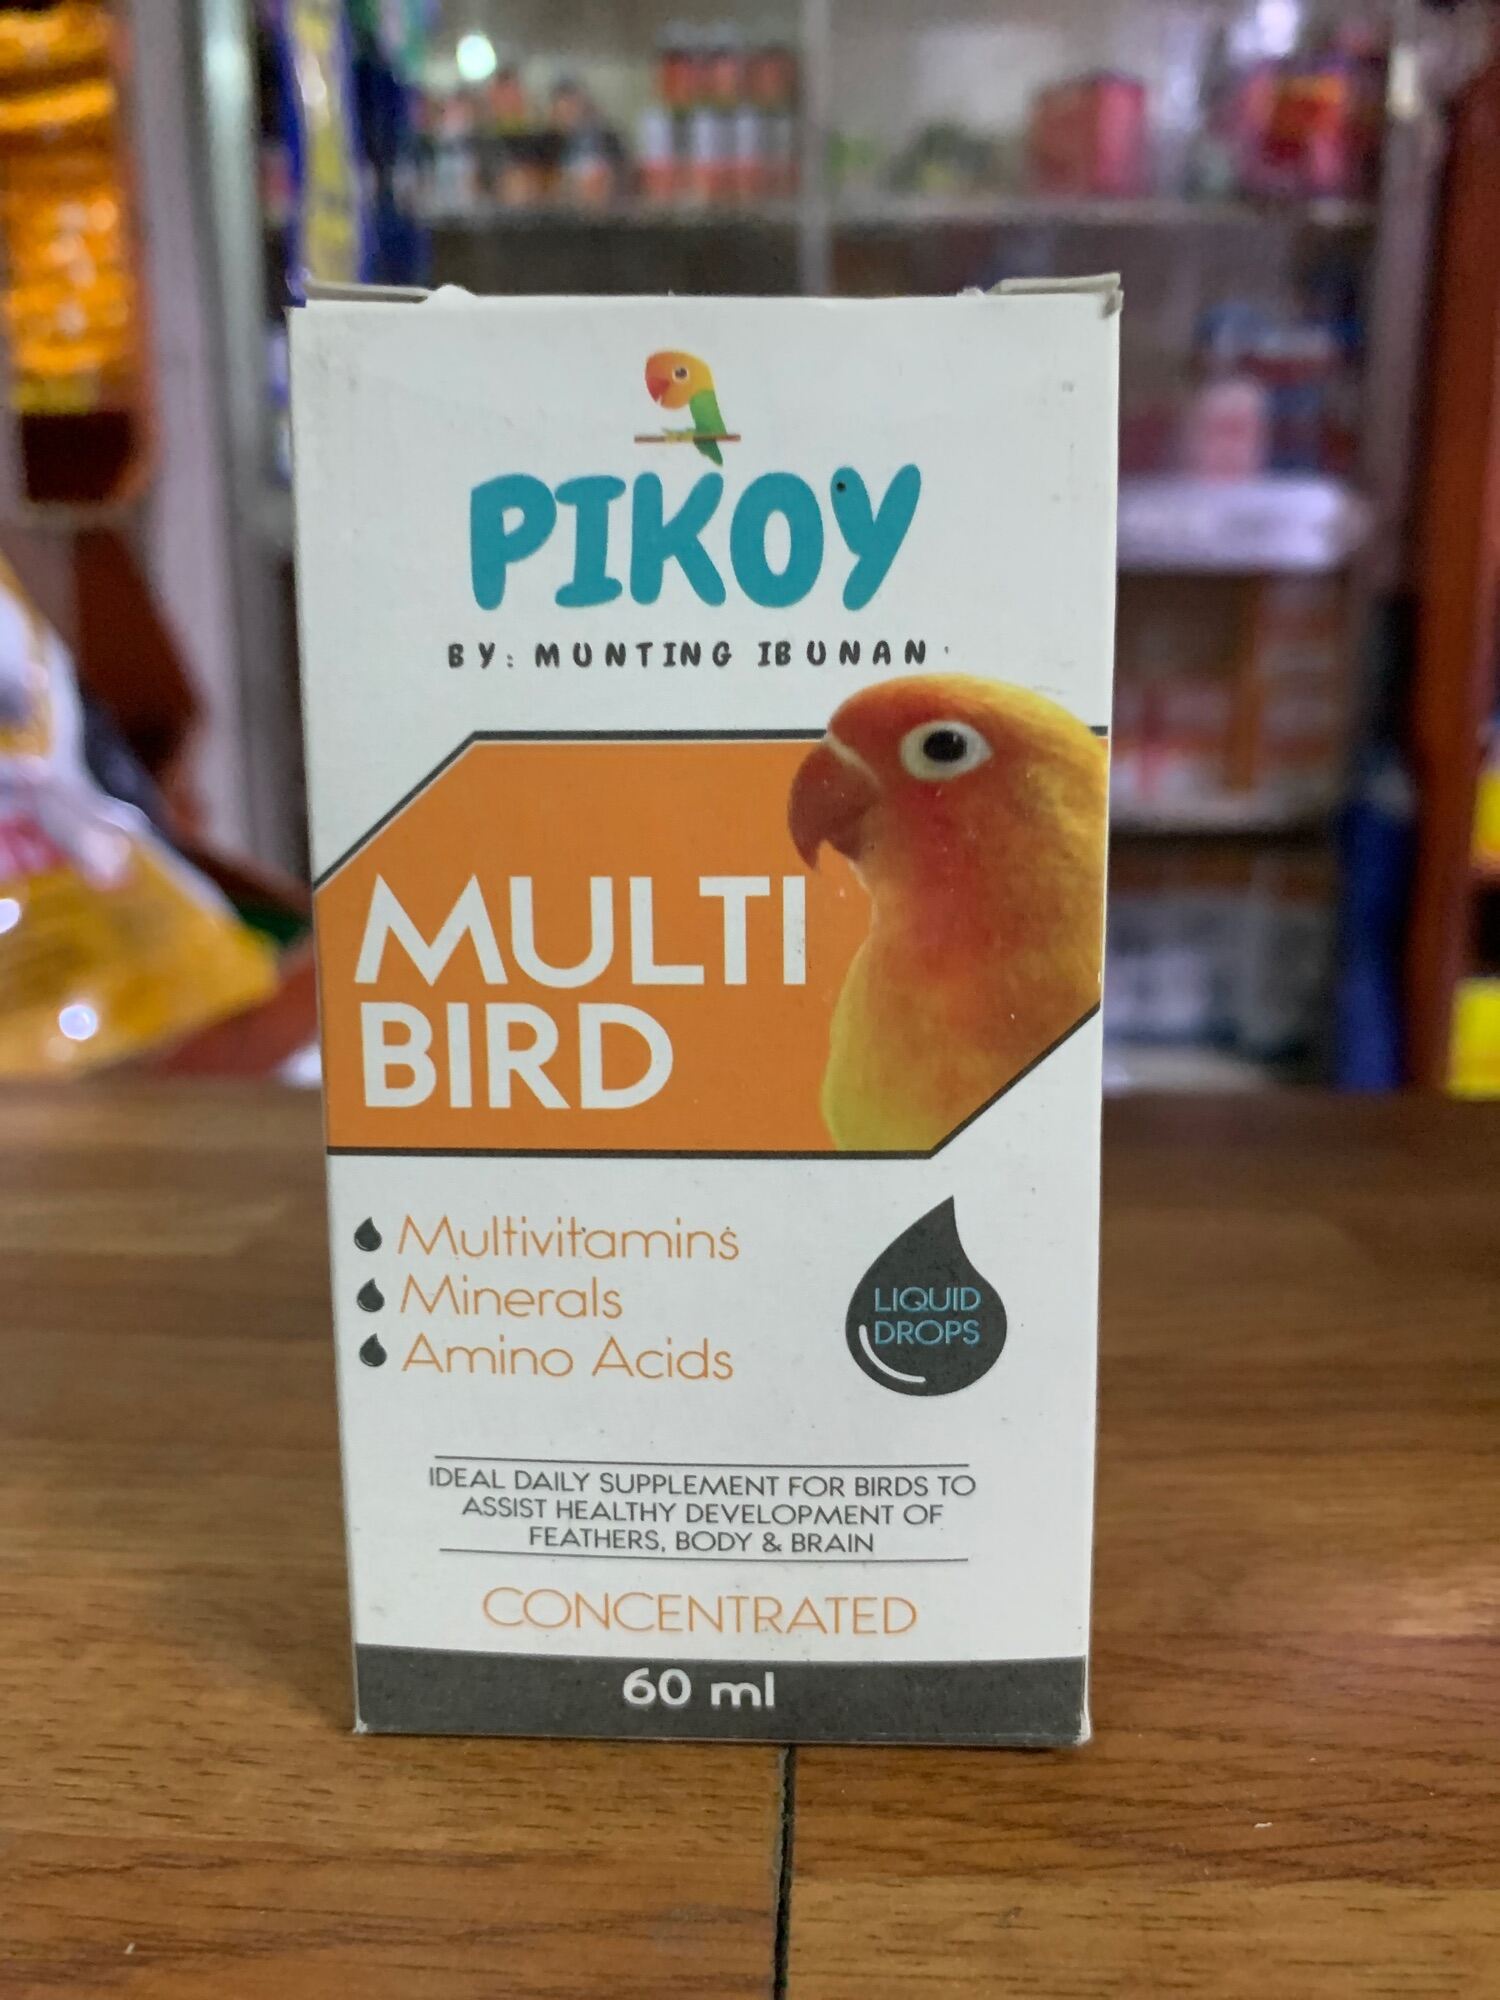 PIKOY
BY: MUNTING IBUNAN
MULTI
BIRD
Multivitamins
Minerals
Amino Acids
LIQUID
DROPS
IDEAL DAILY SUPPLEMENT FOR BIRDS TO
ASSIST HEALTHY DEVELOPMENT OF
FEATHERS, BODY & BRAIN
CONCENTRATED
60 ml